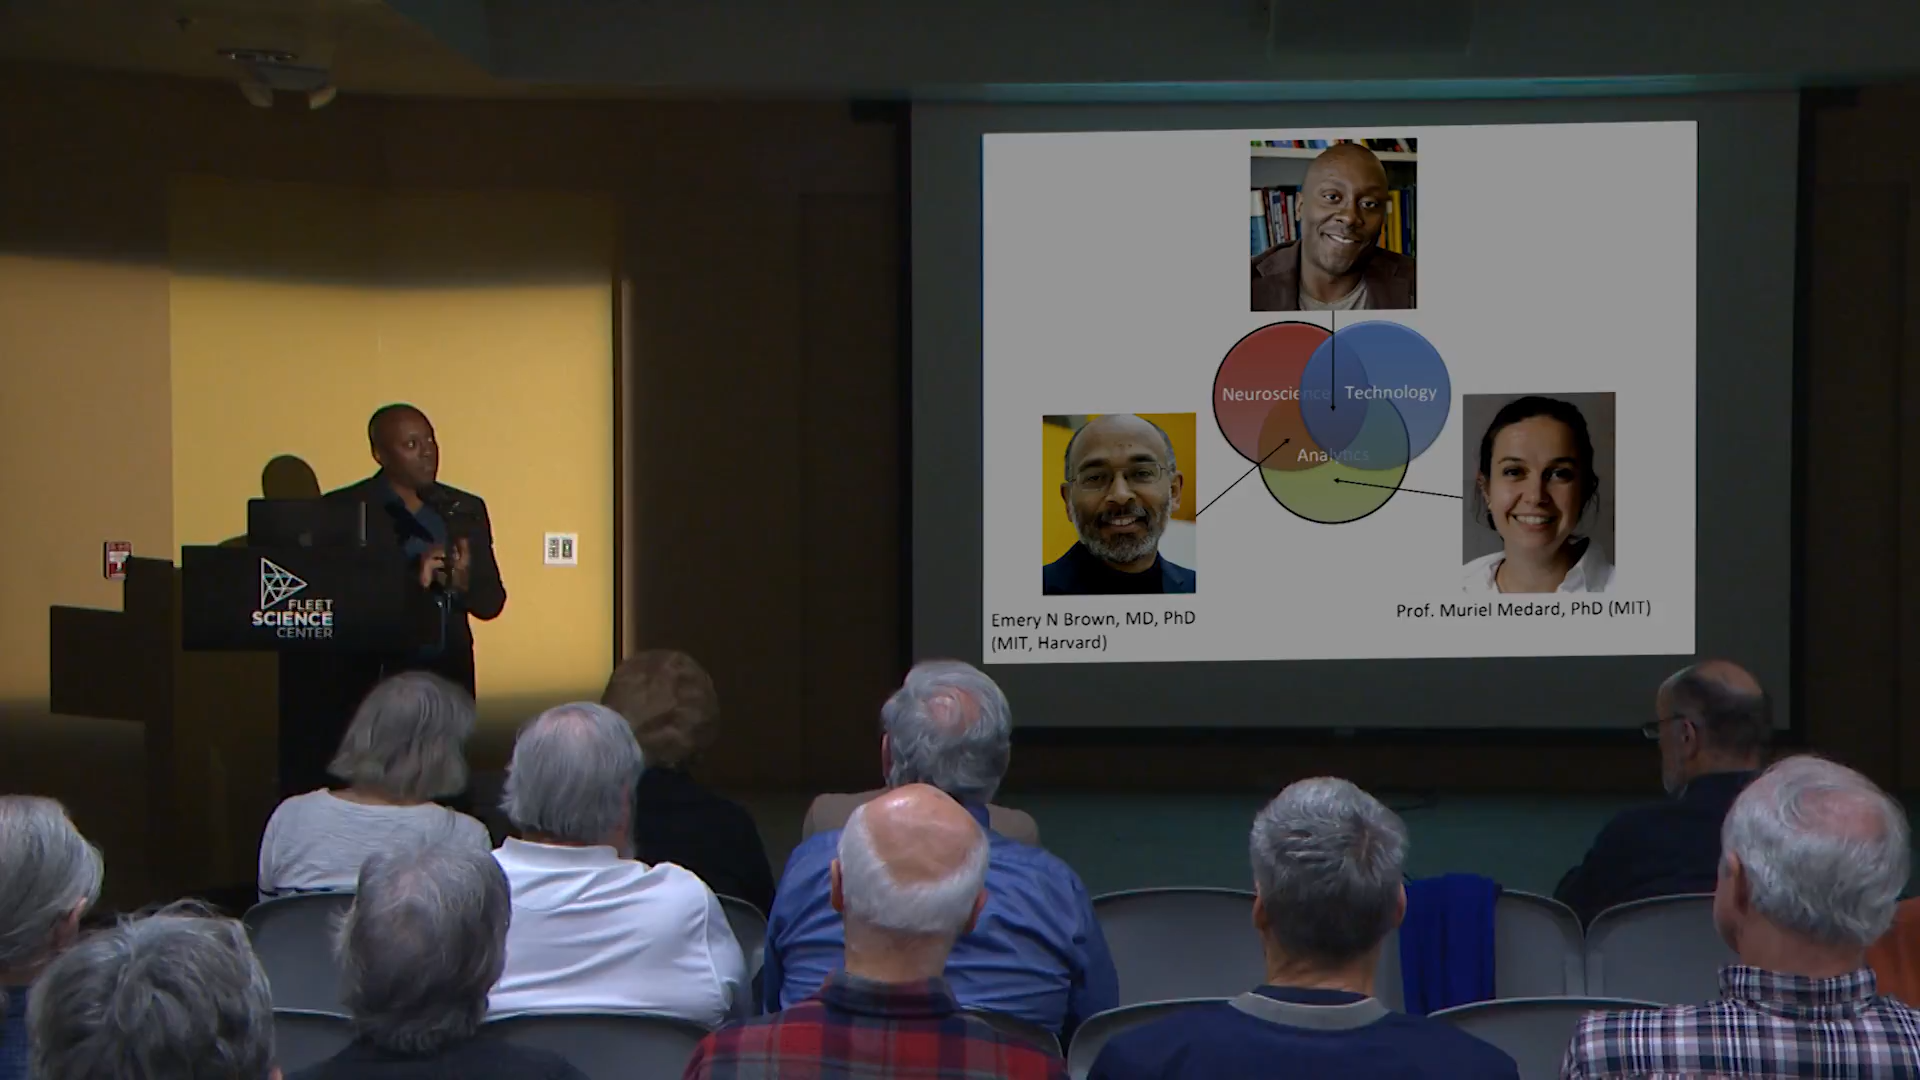 FLEET
SCIENCE
CENTER
Neuroscience
Technology
Analytics
Emery N Brown, MD, PhD
(MIT, Harvard)
Prof. Muriel Medard, PhD (MIT)